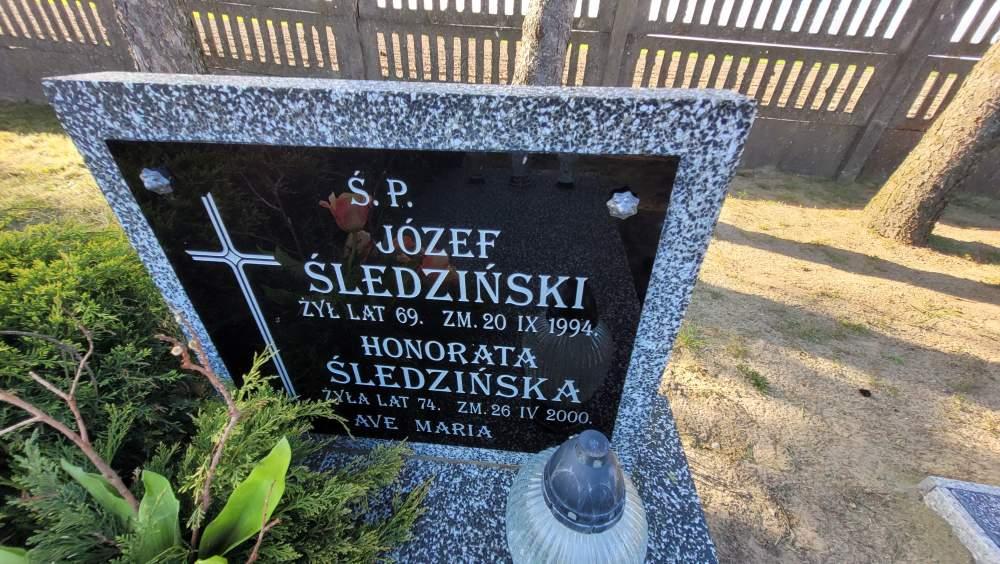 Ś. P.
JÓZEF
ŚLEDZIŃSKI
ŻYŁ LAT 69. ZM. 20 IX 1994.
HONORATA
ŚLEDZIŃSKA
ŻYŁA LAT 74. ZM. 26 IV 2000.
AVE MARIA